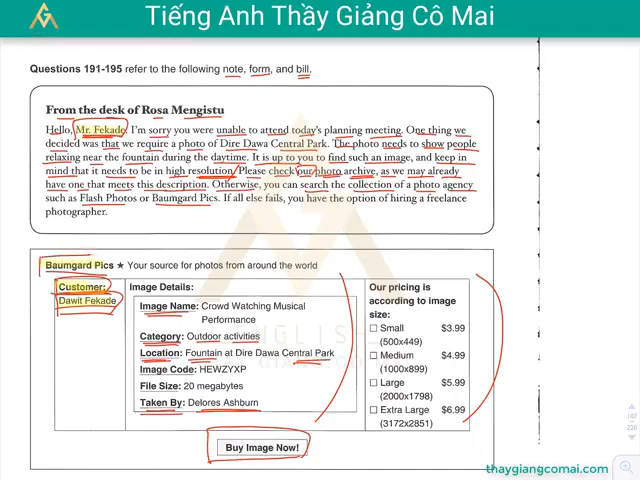 Tiếng Anh Thầy Giảng Cô Mai
Questions 191-195 refer to the following note, form, and bill.
From the desk of Rosa Mengistu
Hello, Mr. Fekade. I'm sorry you were unable to attend today's planning meeting. One thing we
decided was that we require a photo of Dire Dawa Central Park. The photo needs to show people
relaxing near the fountain during the daytime. It is up to you to find such an image, and keep in
mind that it needs to be in high resolution. Please check our photo archive, as we may already
have one that meets this description. Otherwise, you can search the collection of a photo agency
such as Flash Photos or Baumgard Pics. If all else fails, you have the option of hiring a freelance
photographer.
Baumgard Pics ★ Your source for photos from around the world
Customer:
Dawit Fekade
Image Details:
Image Name: Crowd Watching Musical
Performance
Category: Outdoor activities
Location: Fountain at Dire Dawa Central Park
Image Code: HEWZYXP
File Size: 20 megabytes
Taken By: Delores Ashburn
Our pricing is
according to image
size:
☐ Small $3.99
(500x449)
☐ Medium $4.99
(1000x899)
☐ Large $5.99
(2000x1798)
☐ Extra Large $6.99
(3172x2851)
Buy Image Now!
187
220
thaygiangcomai.com